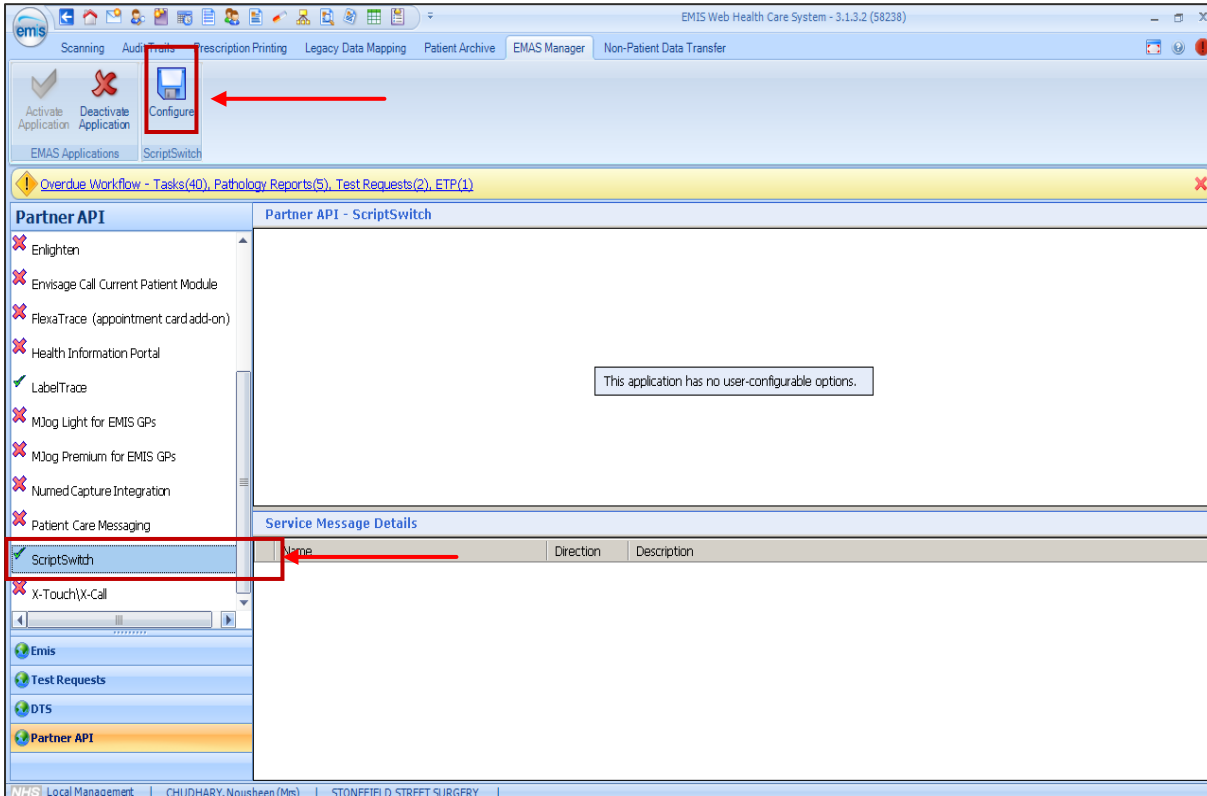 emis
EMIS Web Health Care System - 3.1.3.2 (58238)
Scanning Audit Trails Prescription Printing Legacy Data Mapping Patient Archive EMAS Manager Non-Patient Data Transfer
Activate Application
Deactivate Application
Configure
EMAS Applications
ScriptSwitch
Overdue Workflow - Tasks(40), Pathology Reports(5), Test Requests(2), ETP(1)
Partner API
Enlighten
Envisage Call Current Patient Module
FlexaTrace (appointment card add-on)
Health Information Portal
LabelTrace
MJog Light for EMIS GPs
MJog Premium for EMIS GPs
Numed Capture Integration
Patient Care Messaging
ScriptSwitch
X-Touch\X-Call
Emis
Test Requests
DTS
Partner API
Partner API - ScriptSwitch
This application has no user-configurable options.
Service Message Details
Name Direction Description
NHS Local Management | CHUDHARY, Nousheen (Mrs) | STONEFIELD STREET SURGERY |